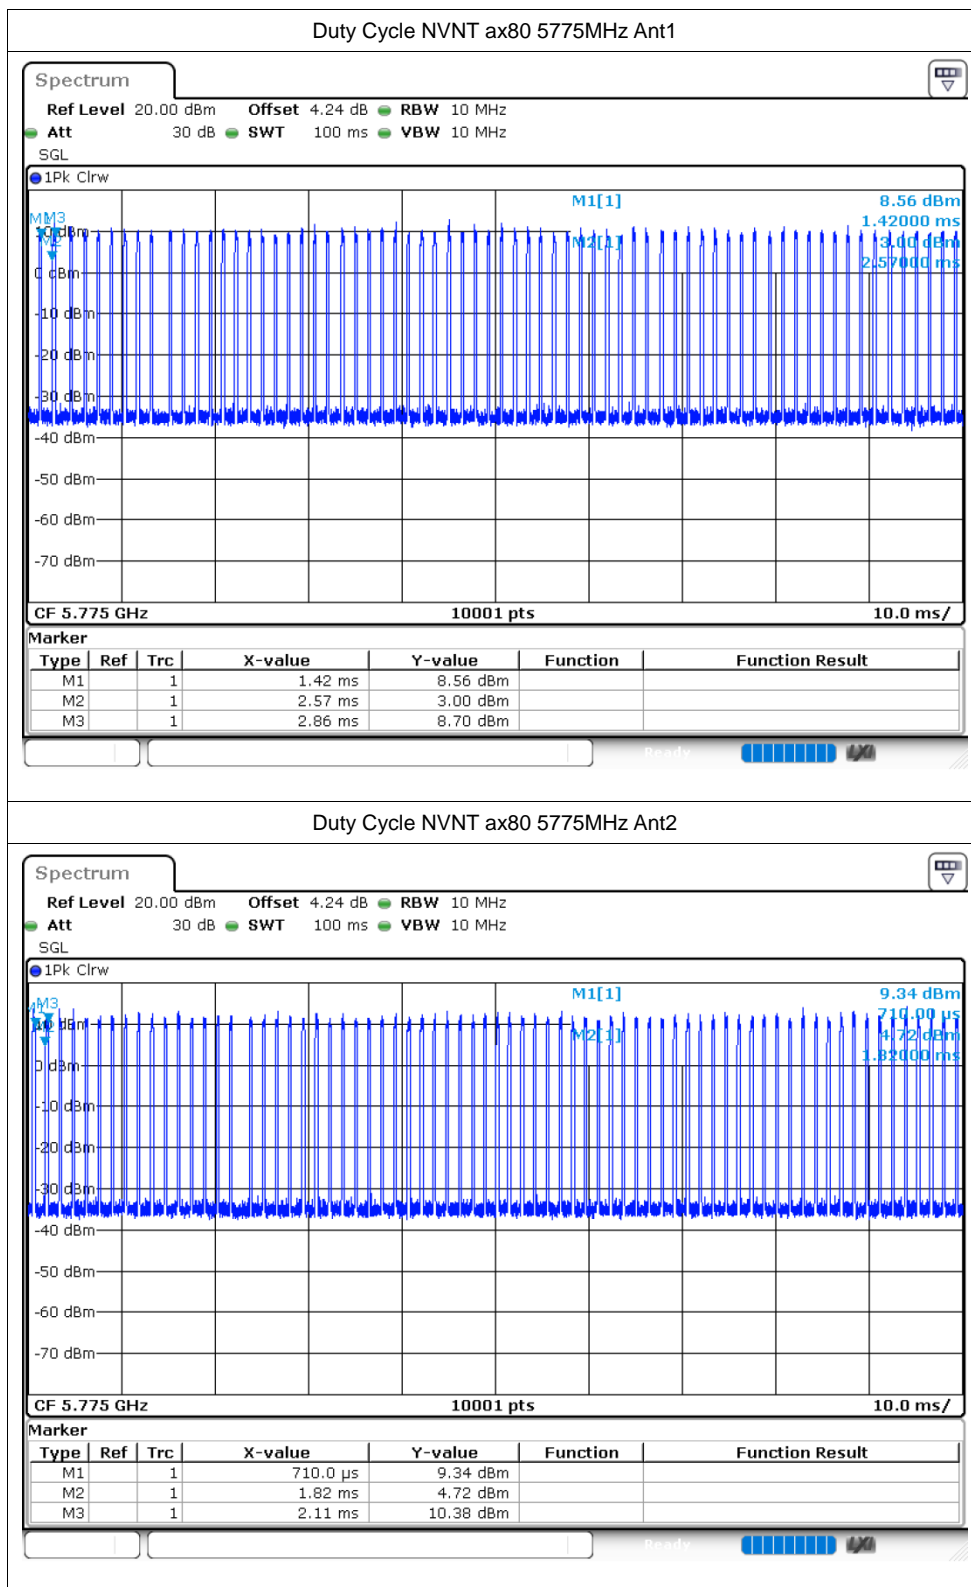 Duty Cycle NVNT ax80 5775MHz Ant1
Spectrum
Ref Level 20.00 dBm Offset 4.24 dB RBW 10 MHz
Att 30 dB SWT 100 ms VBW 10 MHz
SGL
1Pk Clrw
M1[1] 8.56 dBm
1.42000 ms
M2[1] 3.00 dBm
2.57000 ms
M3
10 dBm
0 dBm
-10 dBm
-20 dBm
-30 dBm
-40 dBm
-50 dBm
-60 dBm
-70 dBm
CF 5.775 GHz 10001 pts 10.0 ms/
Marker
Type Ref Trc X-value Y-value Function Function Result
M1 1 1.42 ms 8.56 dBm
M2 1 2.57 ms 3.00 dBm
M3 1 2.86 ms 8.70 dBm
Ready LXI
Duty Cycle NVNT ax80 5775MHz Ant2
Spectrum
Ref Level 20.00 dBm Offset 4.24 dB RBW 10 MHz
Att 30 dB SWT 100 ms VBW 10 MHz
SGL
1Pk Clrw
M1[1] 9.34 dBm
710.00 µs
M2[1] 4.72 dBm
1.82000 ms
M3
10 dBm
0 dBm
-10 dBm
-20 dBm
-30 dBm
-40 dBm
-50 dBm
-60 dBm
-70 dBm
CF 5.775 GHz 10001 pts 10.0 ms/
Marker
Type Ref Trc X-value Y-value Function Function Result
M1 1 710.0 µs 9.34 dBm
M2 1 1.82 ms 4.72 dBm
M3 1 2.11 ms 10.38 dBm
Ready LXI